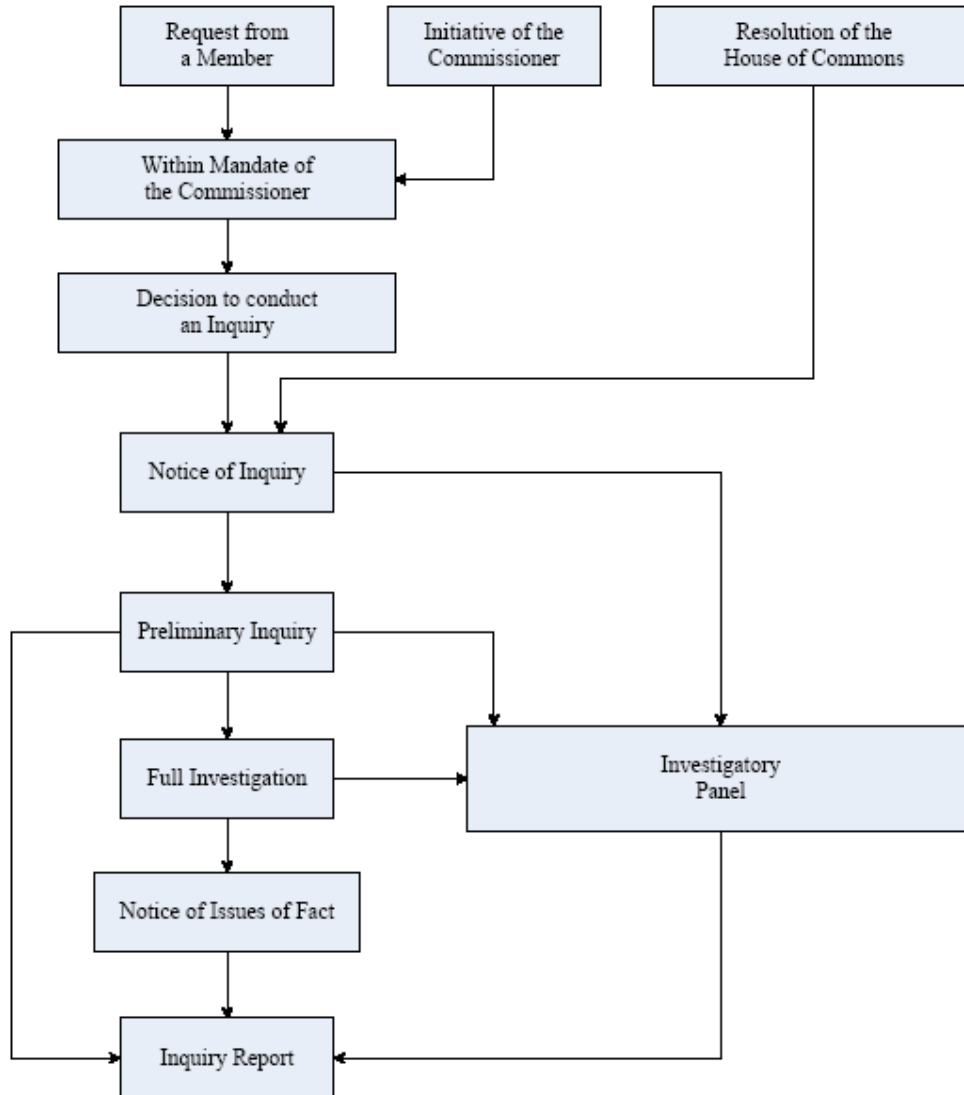 Request from
a Member
Initiative of the
Commissioner
Resolution of the
House of Commons
Within Mandate of
the Commissioner
Decision to conduct
an Inquiry
Notice of Inquiry
Preliminary Inquiry
Full Investigation
Investigatory
Panel
Notice of Issues of Fact
Inquiry Report